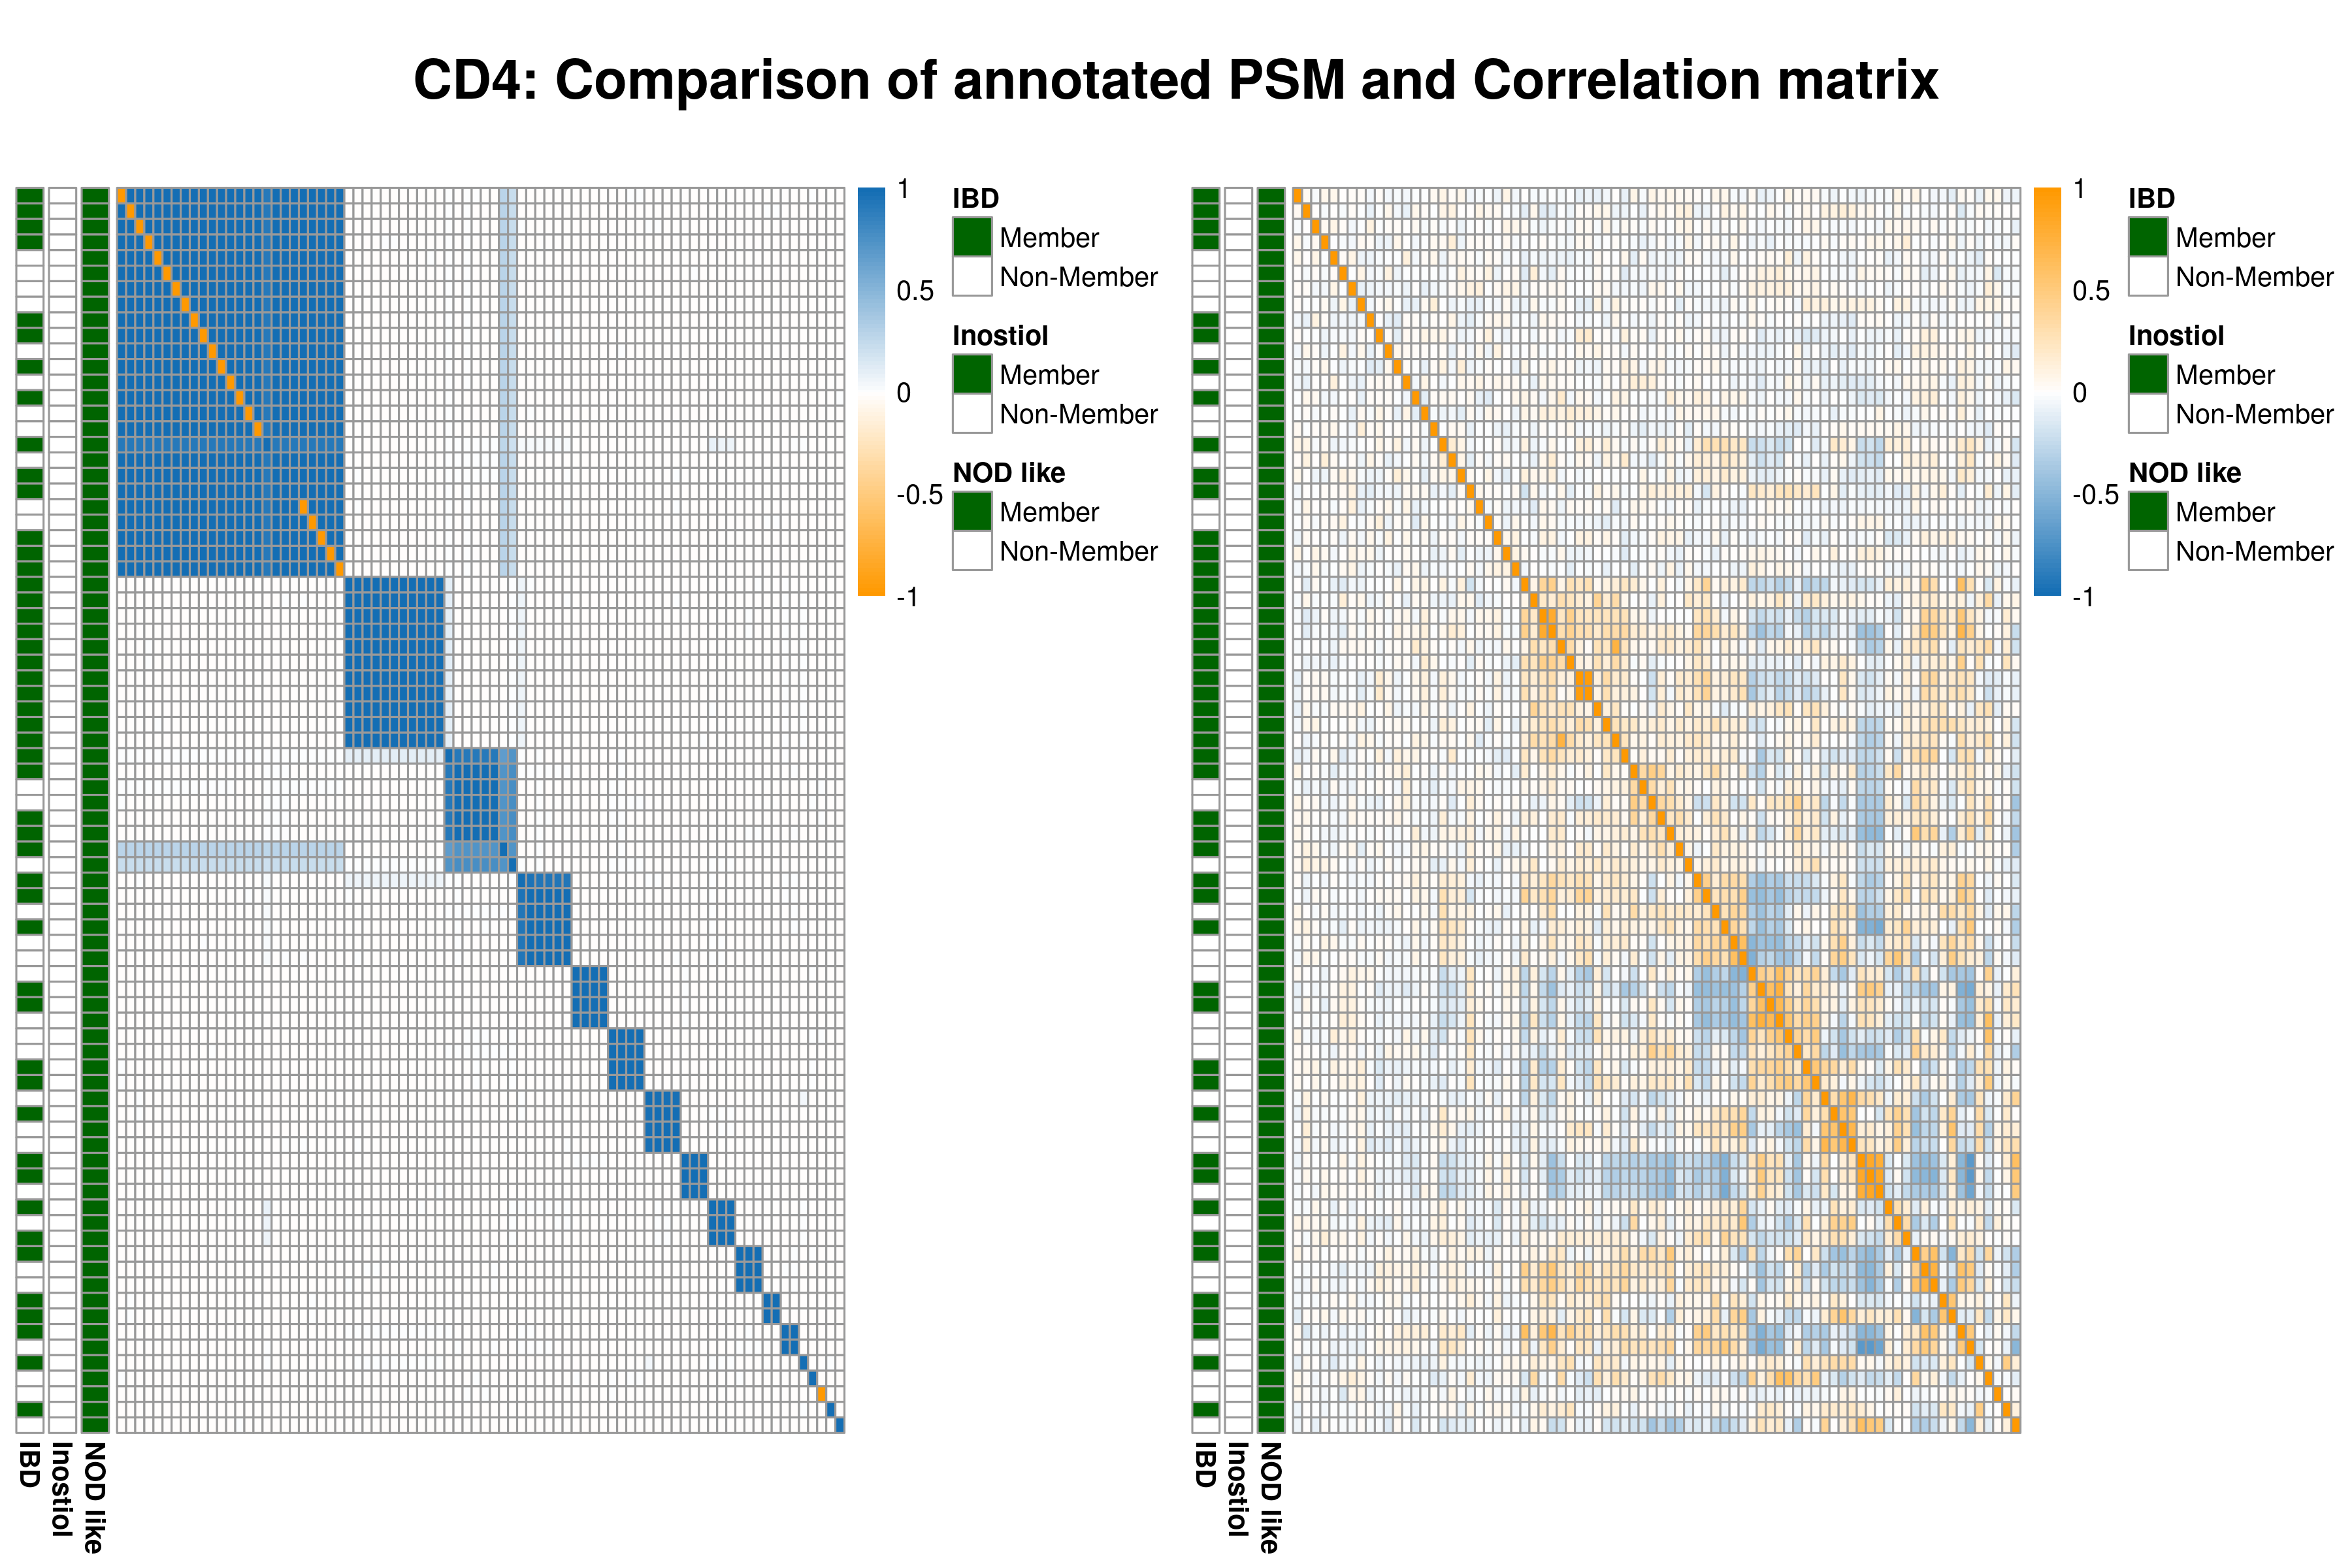 CD4: Comparison of annotated PSM and Correlation matrix
1
0.5
0
-0.5
-1
IBD
Member
Non-Member
Inostiol
Member
Non-Member
NOD like
Member
Non-Member
IBD
Inostiol
NOD like
1
0.5
0
-0.5
-1
IBD
Member
Non-Member
Inostiol
Member
Non-Member
NOD like
Member
Non-Member
IBD
Inostiol
NOD like